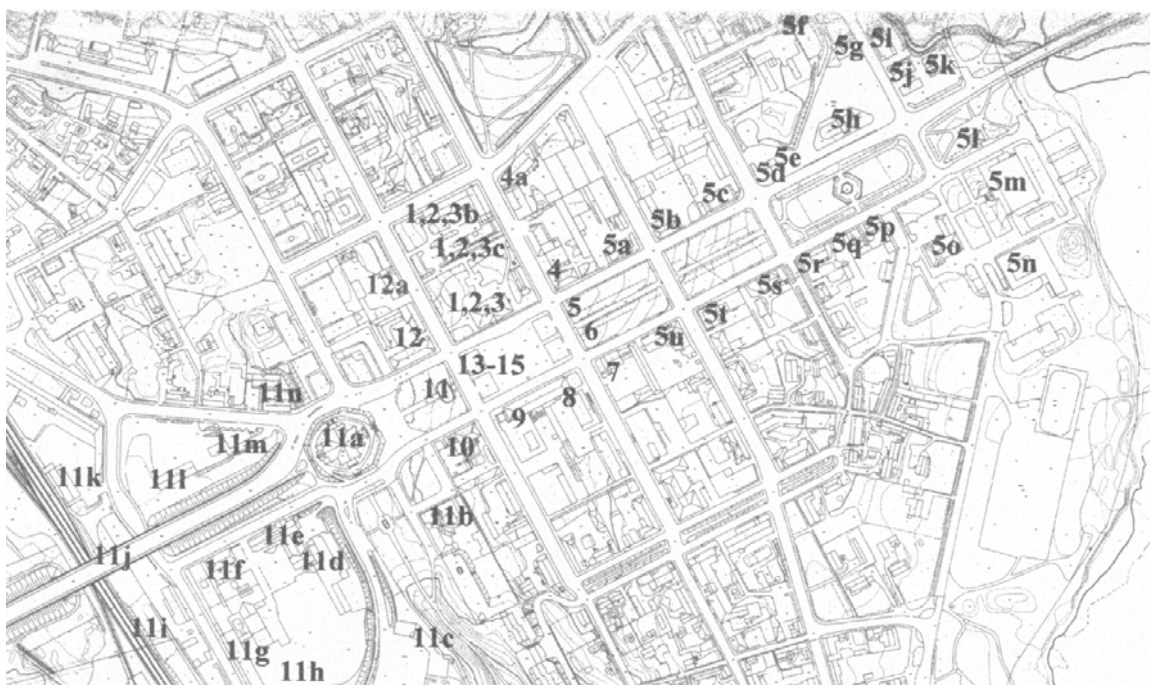 5f
5g
5i
5j
5k
5h
5l
5e
5d
5m
4a
5c
1,2,3b
5b
5p
5q
5o
1,2,3c
5a
5r
5n
4
5s
12a
1,2,3
5
5t
6
12
5u
13-15
7
11
8
11n
9
11a
10
11m
11k
11l
11b
11e
11j
11d
11f
11i
11c
11g
11h